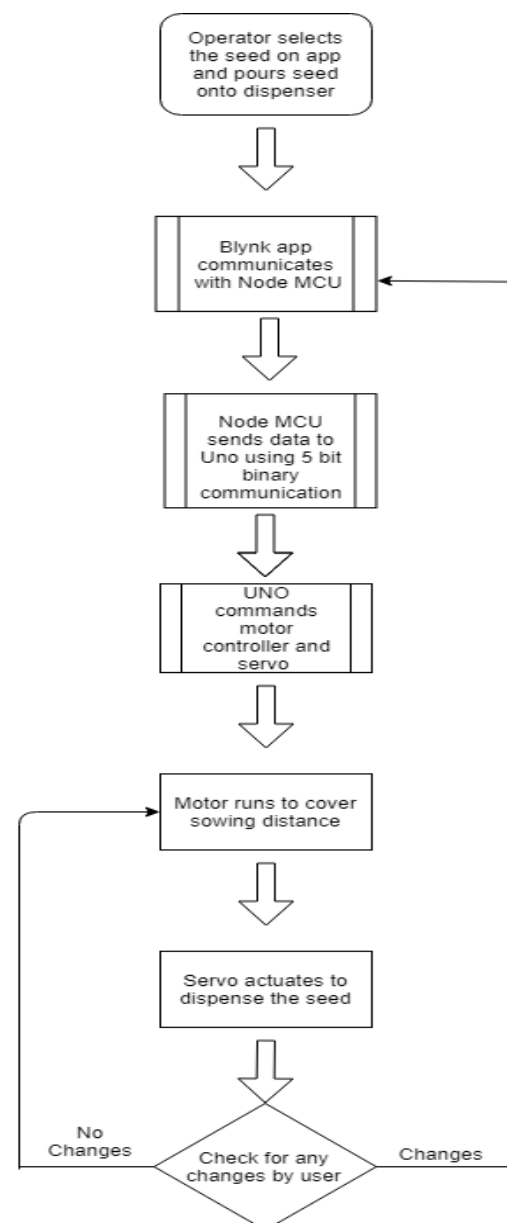 Operator selects
the seed on app
and pours seed
onto dispenser
Blynk app
communicates
with Node MCU
Node MCU
sends data to
Uno using 5 bit
binary
communication
UNO
commands
motor
controller and
servo
Motor runs to cover
sowing distance
Servo actuates to
dispense the seed
No
Changes
Check for any
changes by user
Changes